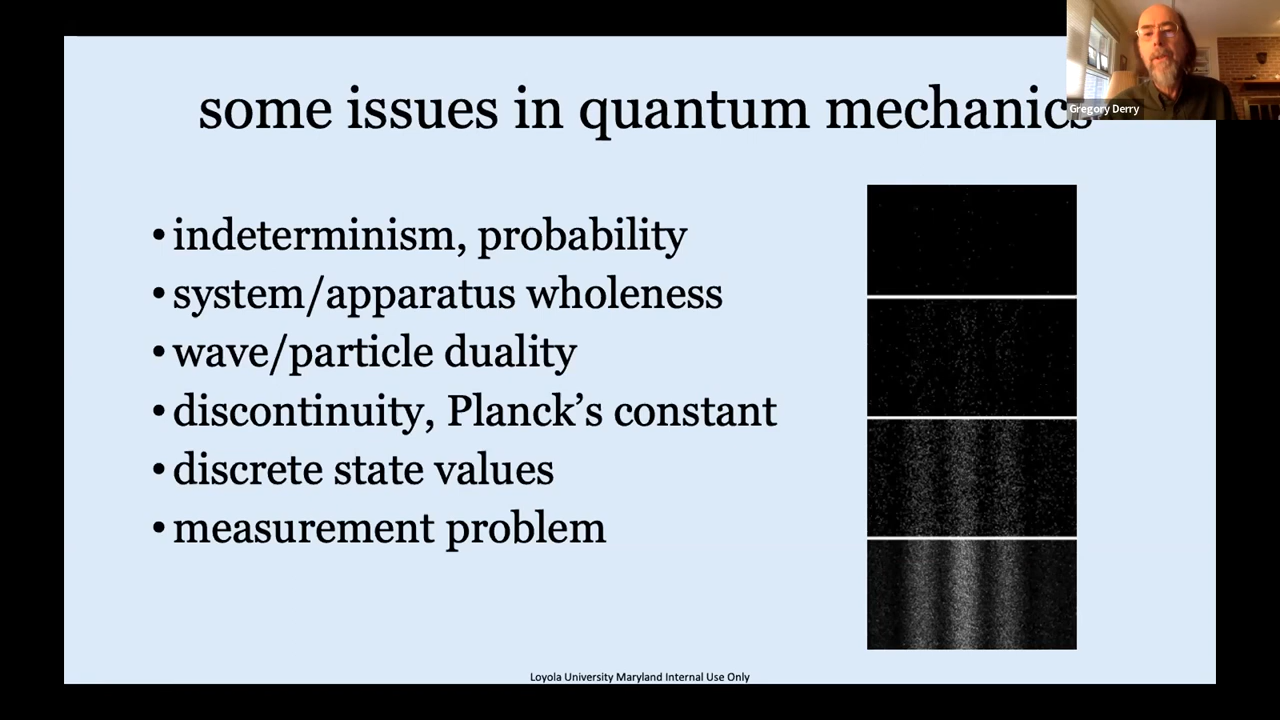 some issues in quantum mechanics
Gregory Derry
• indeterminism, probability
• system/apparatus wholeness
• wave/particle duality
• discontinuity, Planck’s constant
• discrete state values
• measurement problem
Loyola University Maryland Internal Use Only